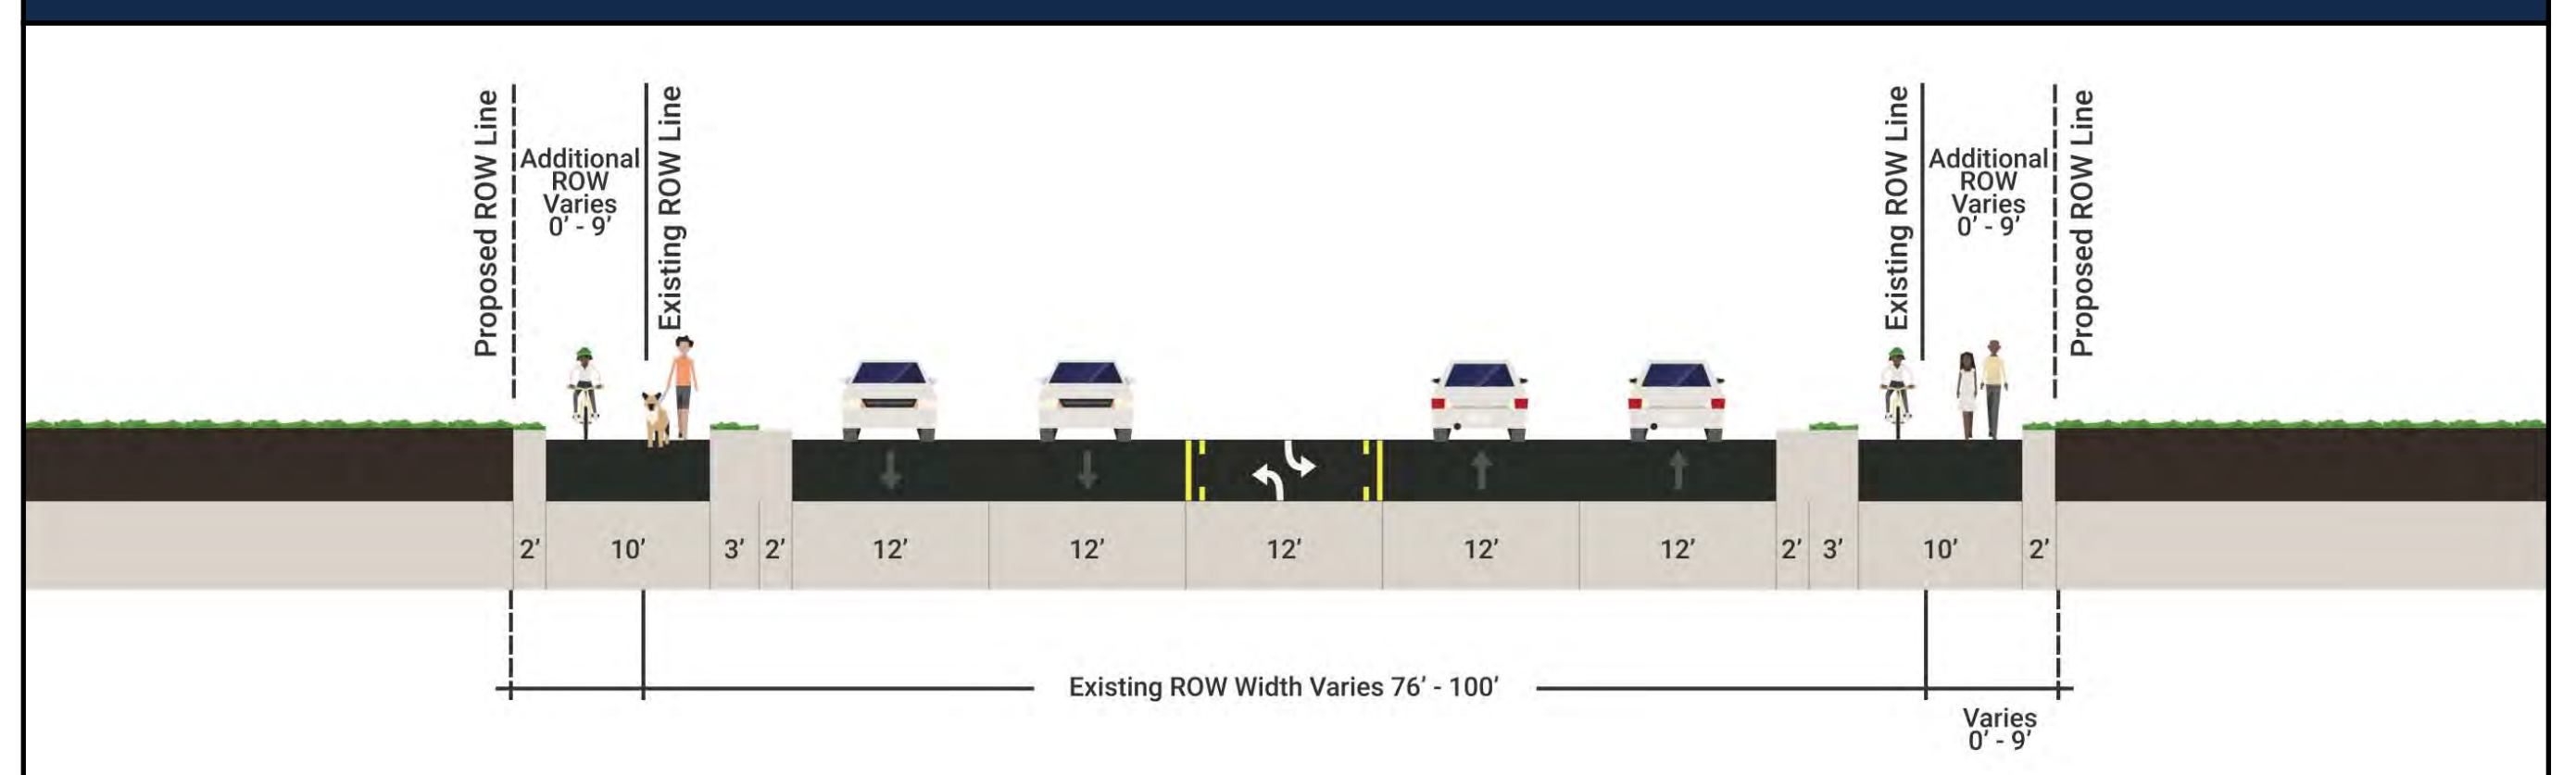 Proposed ROW Line
Additional
ROW
Varies
0’ - 9’
Existing ROW Line
Existing ROW Line
Additional
ROW
Varies
0’ - 9’
Proposed ROW Line
2’
10’
3’
2’
12’
12’
12’
12’
12’
2’
3’
10’
2’
Existing ROW Width Varies 76’ - 100’
Varies
0’ - 9’